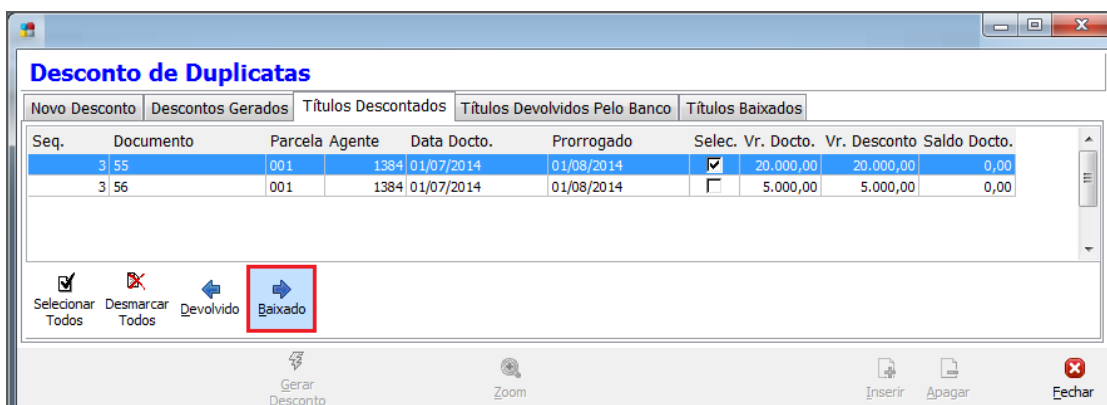 Desconto de Duplicatas
Novo Desconto Descontos Gerados Títulos Descontados Títulos Devolvidos Pelo Banco Títulos Baixados
Seq. Documento Parcela Agente Data Docto. Prorrogado Selec. Vr. Docto. Vr. Desconto Saldo Docto.
3 55 001 1384 01/07/2014 01/08/2014 20.000,00 20.000,00 0,00
3 56 001 1384 01/07/2014 01/08/2014 5.000,00 5.000,00 0,00
Selecionar Todos Desmarcar Todos Devolvido Baixado
Gerar Desconto Zoom Inserir Apagar Fechar